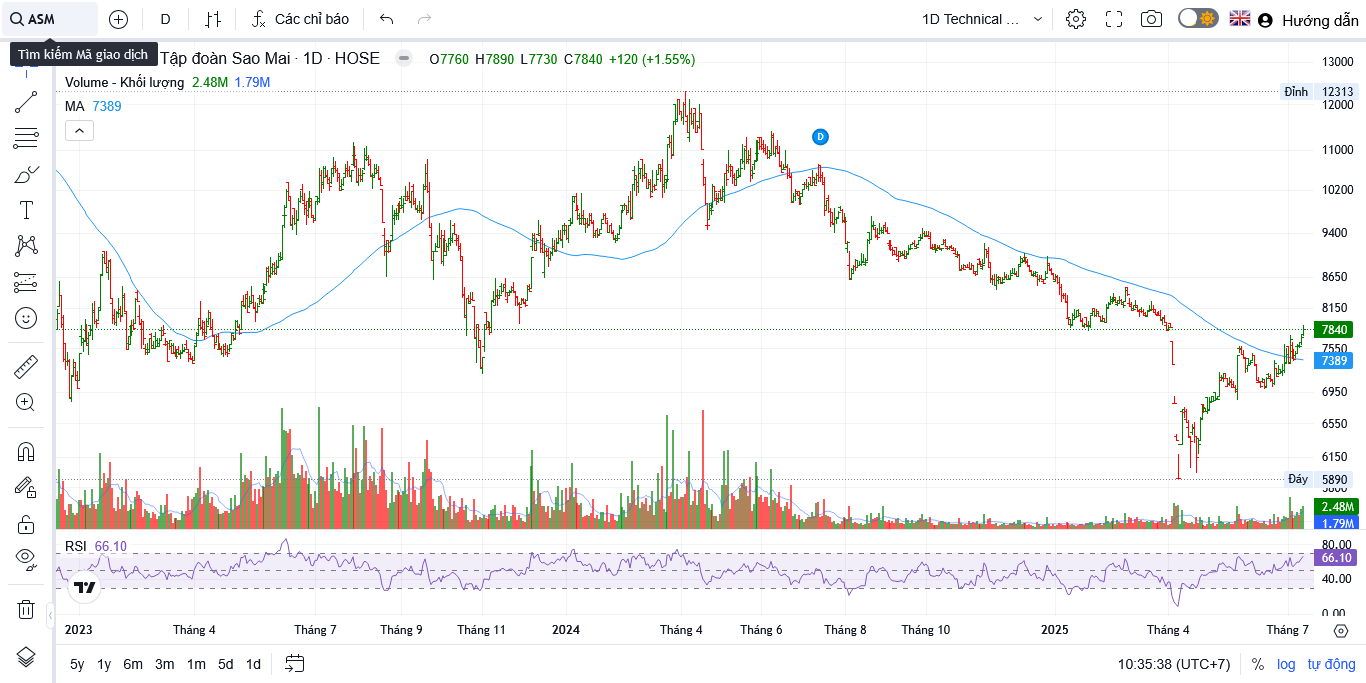 ASM
D
Các chỉ báo
1D Technical ...
Hướng dẫn
Tìm kiếm Mã giao dịch
Tập đoàn Sao Mai · 1D · HOSE
O7760 H7890 L7730 C7840 +120 (+1.55%)
Volume - Khối lượng 2.48M 1.79M
MA 7389
D
13000
Đỉnh 12313
12000
11000
10200
9400
8650
8150
7840
7550
7389
6950
6550
6150
Đáy 5890
2.48M
1.79M
RSI 66.10
80.00
66.10
40.00
0.00
2023 Tháng 4 Tháng 7 Tháng 9 Tháng 11 2024 Tháng 4 Tháng 6 Tháng 8 Tháng 10 2025 Tháng 4 Tháng 7
5y 1y 6m 3m 1m 5d 1d
10:35:38 (UTC+7) % log tự động